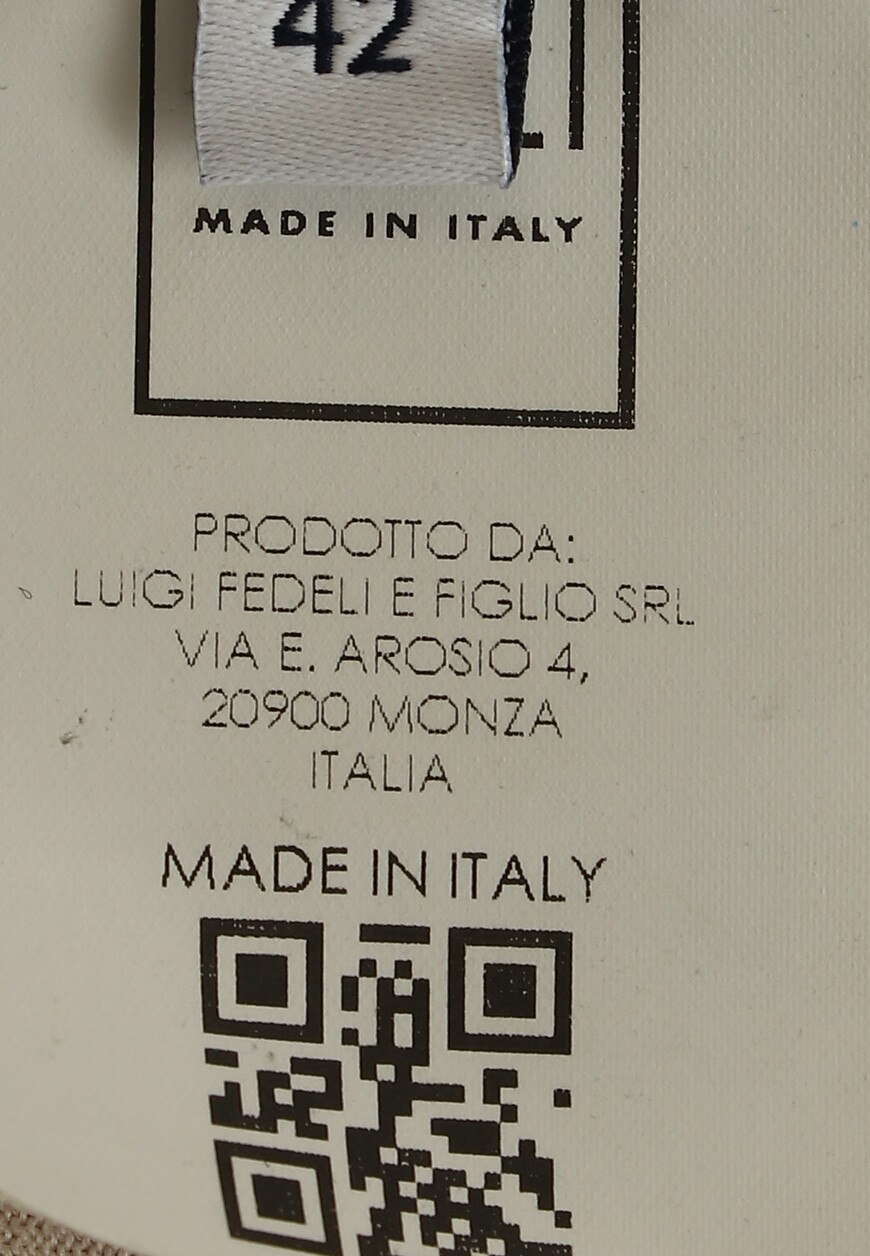 42
LI
MADE IN ITALY
PRODOTTO DA:
LUIGI FEDELI E FIGLIO SRL
VIA E. AROSIO 4,
20900 MONZA
ITALIA
MADE IN ITALY